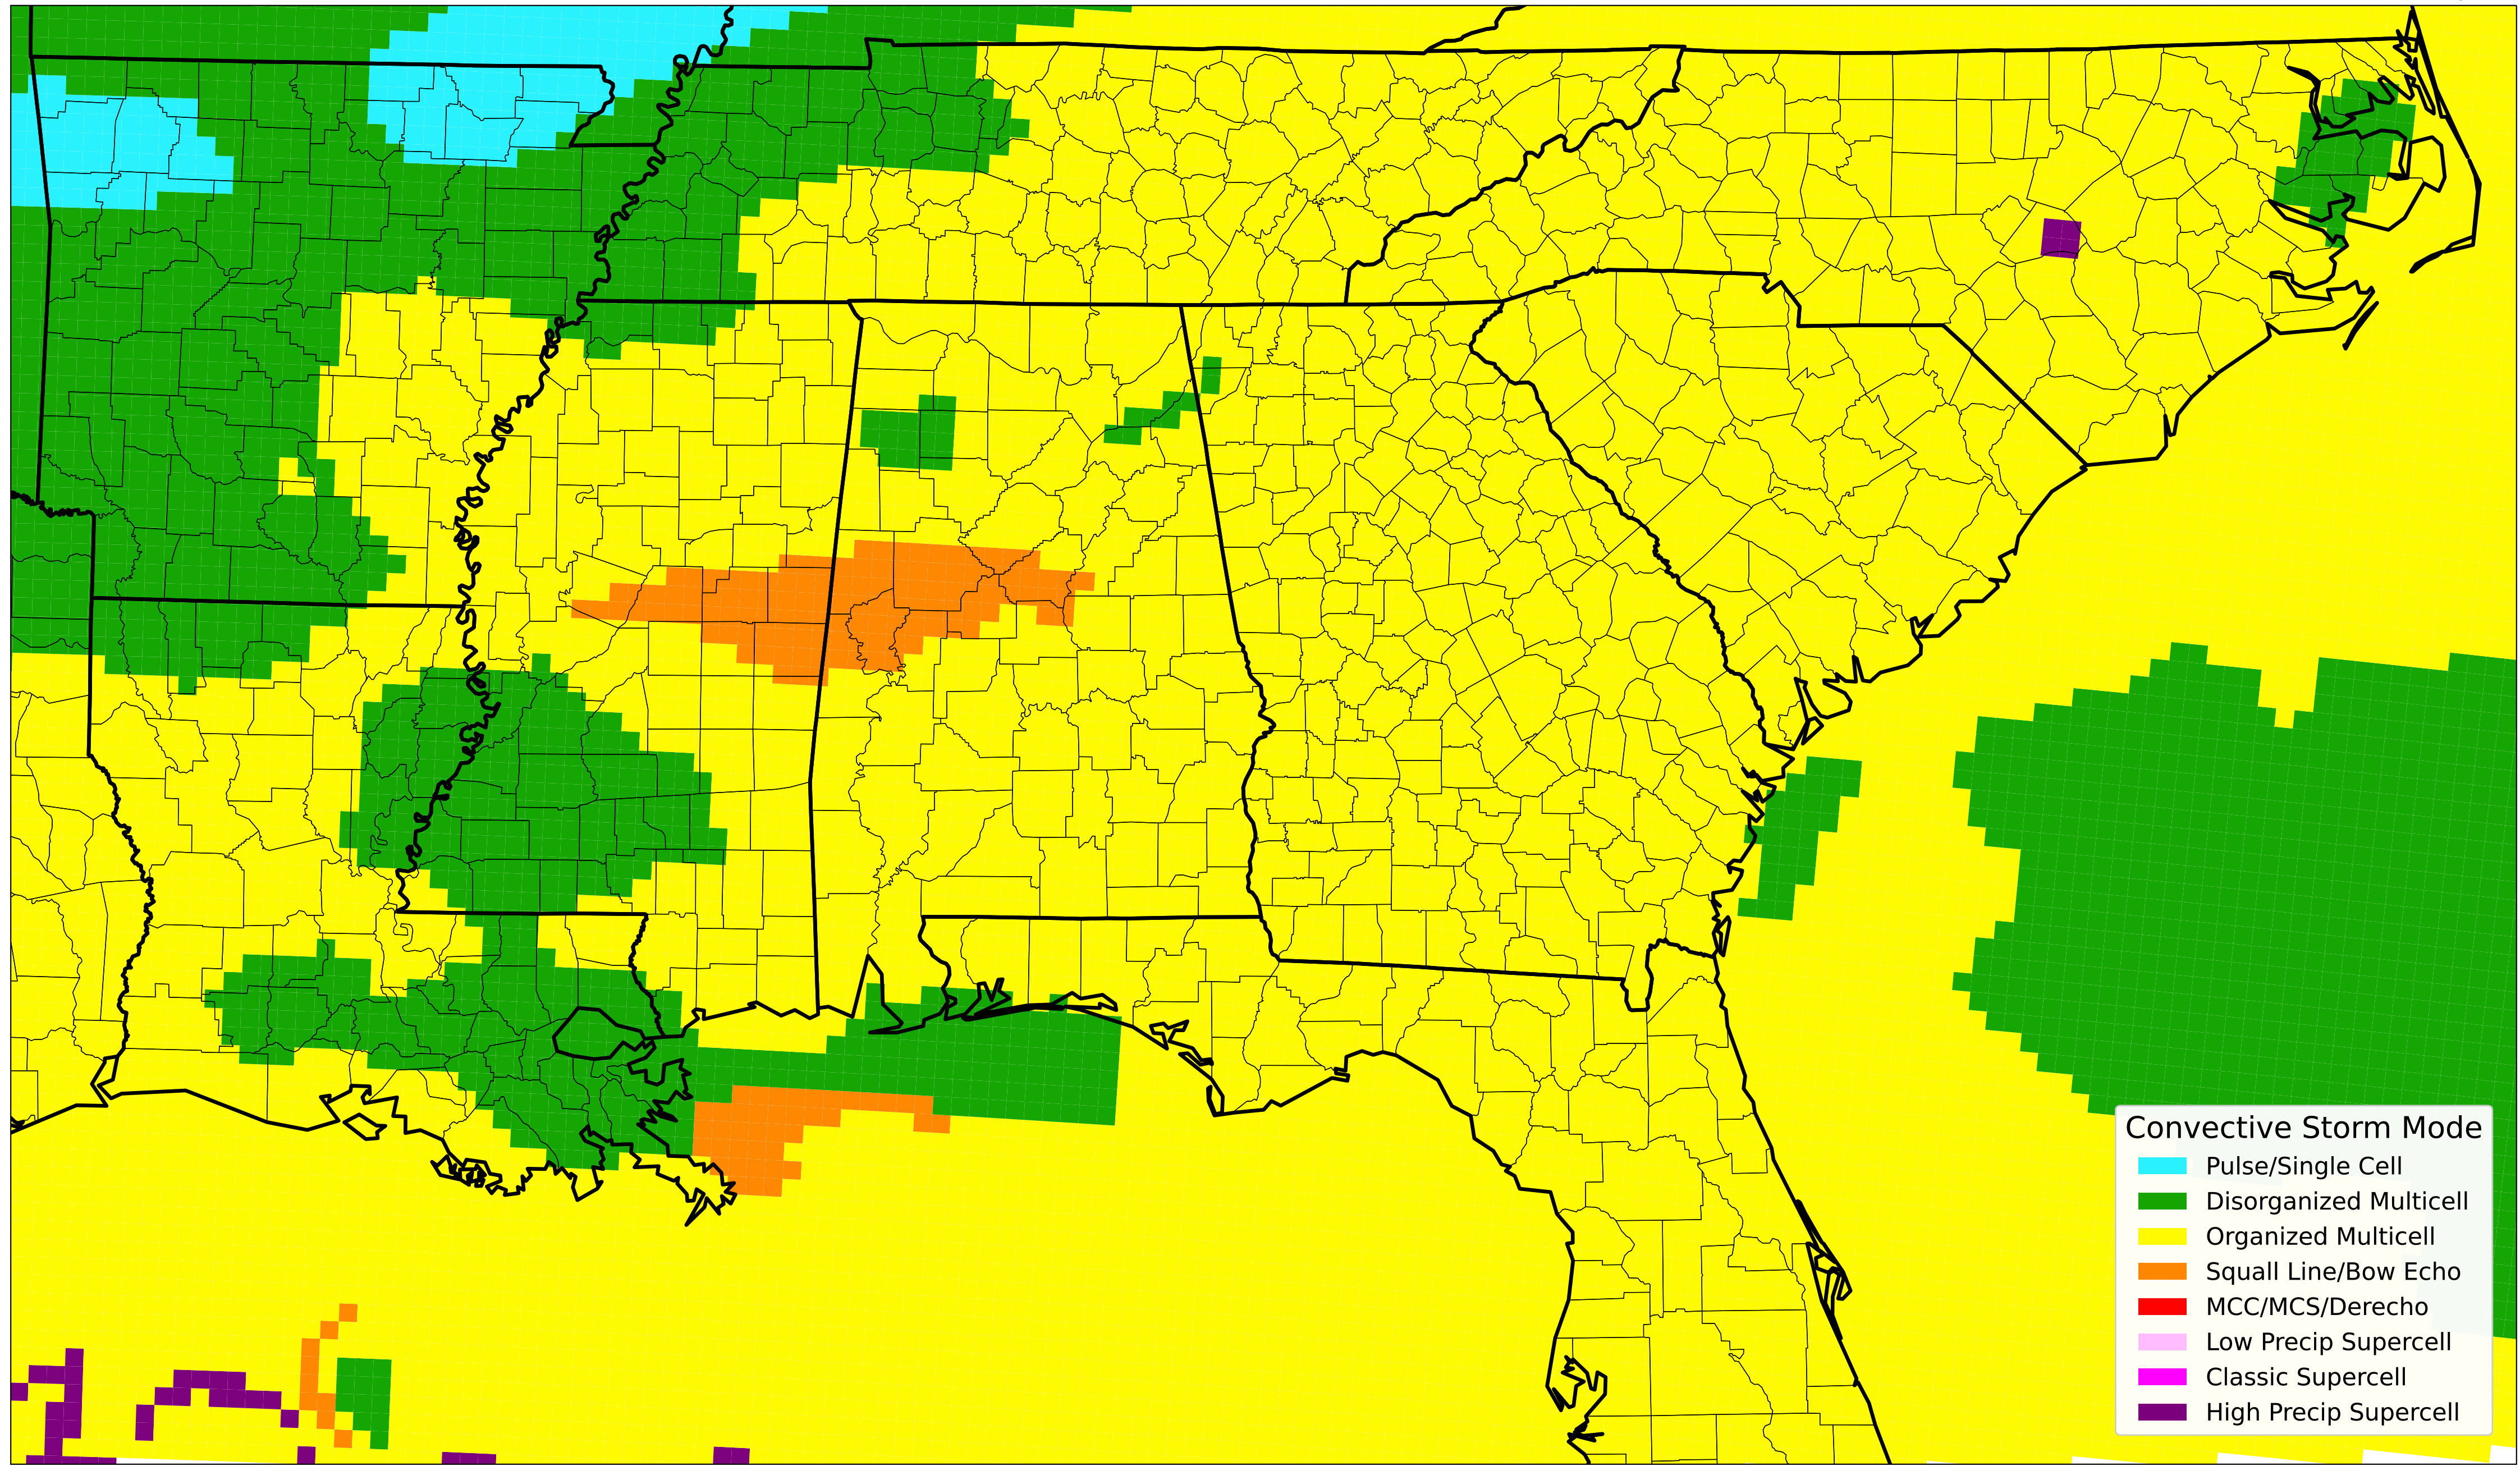 Convective Storm Mode
Pulse/Single Cell
Disorganized Multicell
Organized Multicell
Squall Line/Bow Echo
MCC/MCS/Derecho
Low Precip Supercell
Classic Supercell
High Precip Supercell